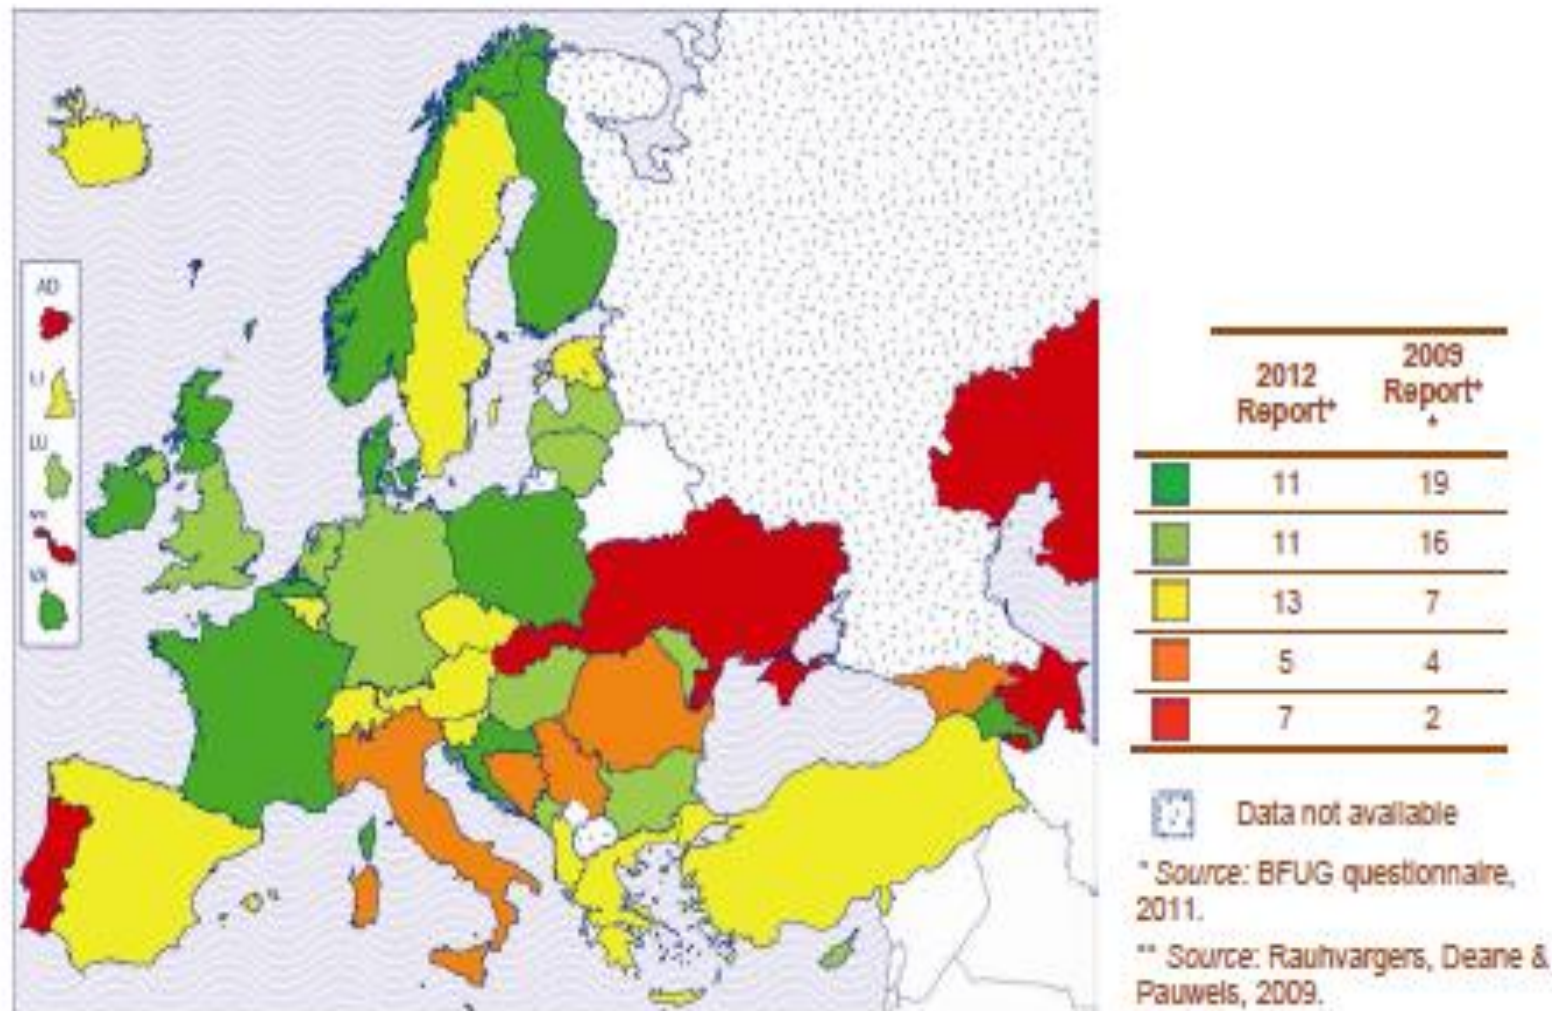 AD
LI
LU
MT
VA
2012
Report*
2009
Report*
*
11 19
11 16
13 7
5 4
7 2
Data not available
* Source: BFUG questionnaire,
2011.
** Source: Rauhvargers, Deane &
Pauwels, 2009.